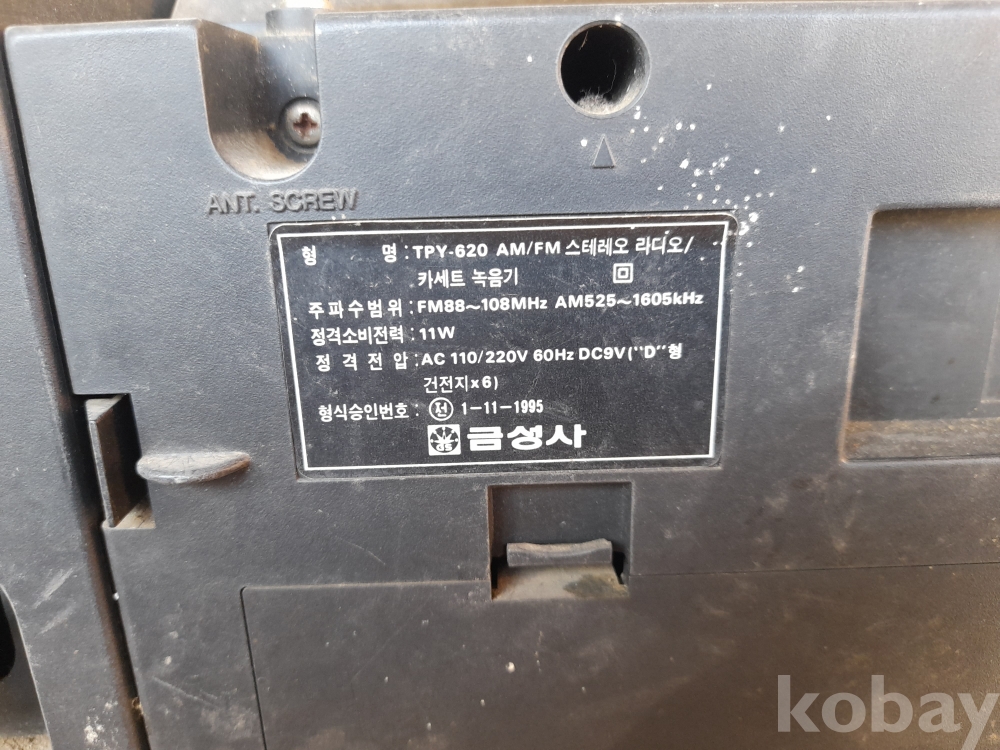 ANT. SCREW
형 명 : TPY-620 AM/FM 스테레오 라디오/
카세트 녹음기
주파수범위 : FM88~108MHz AM525~1605kHz
정격소비전력 : 11W
정격전압 : AC 110/220V 60Hz DC9V("D"형
건전지x6)
형식승인번호 : 전 1-11-1995
GS 금성사
kobay